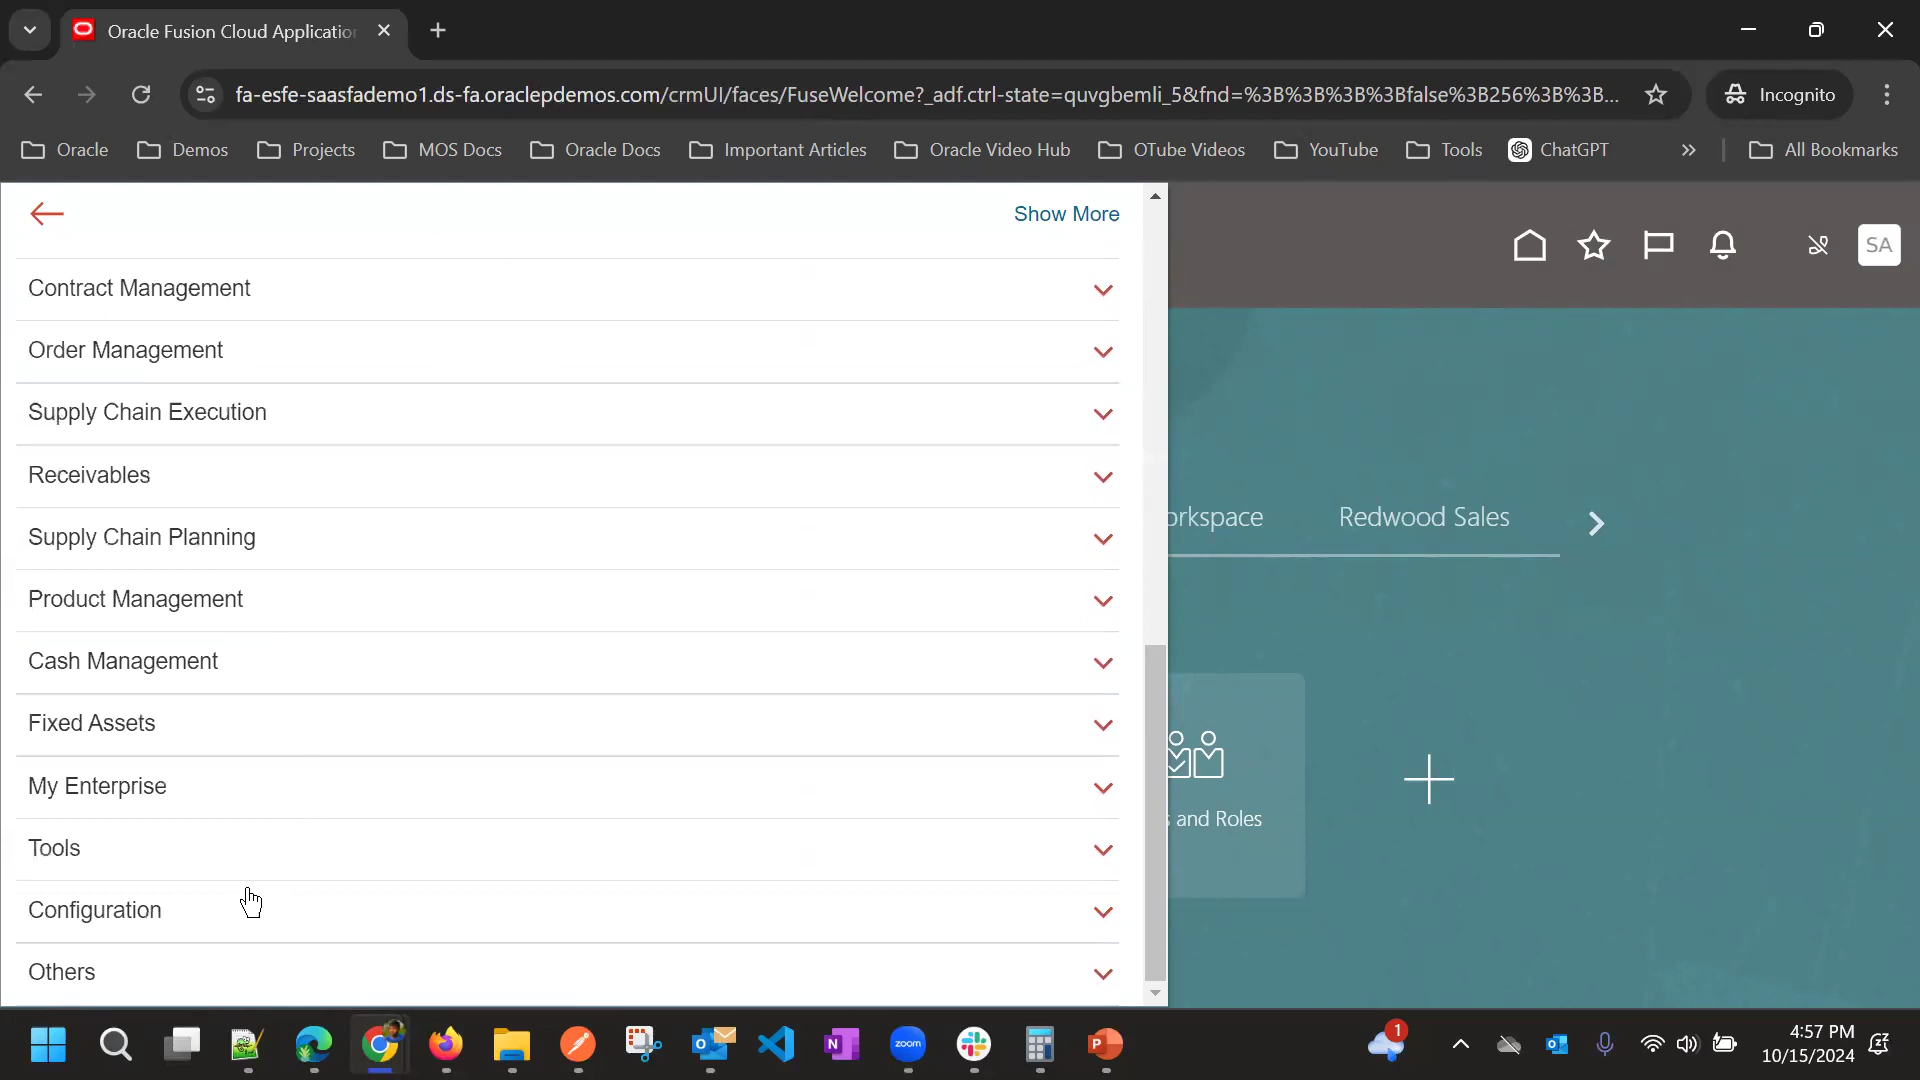 Oracle Fusion Cloud Applicatio
fa-esfe-saasfademo1.ds-fa.oraclepdemos.com/crmUI/faces/FuseWelcome?_adf.ctrl-state=quvgbemli_5&fnd=%3B%3B%3B%3Bfalse%3B256%3B%3B... Incognito
Oracle Demos Projects MOS Docs Oracle Docs Important Articles Oracle Video Hub OTube Videos YouTube Tools ChatGPT » All Bookmarks
Show More
SA
Contract Management
Order Management
Supply Chain Execution
Receivables
Supply Chain Planning
Product Management
Cash Management
Fixed Assets
My Enterprise
Tools
Configuration
Others
orkspace Redwood Sales
s and Roles
zoom
1
4:57 PM
10/15/2024